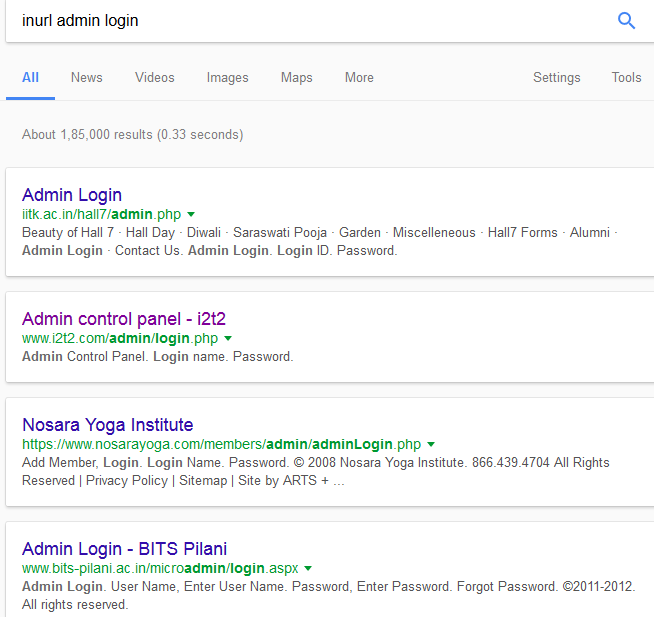 inurl admin login
All News Videos Images Maps More Settings Tools
About 1,85,000 results (0.33 seconds)
Admin Login
iitk.ac.in/hall7/admin.php
Beauty of Hall 7 · Hall Day · Diwali · Saraswati Pooja · Garden · Miscelleneous · Hall7 Forms · Alumni ·
Admin Login · Contact Us. Admin Login. Login ID. Password.
Admin control panel - i2t2
www.i2t2.com/admin/login.php
Admin Control Panel. Login name. Password.
Nosara Yoga Institute
https://www.nosarayoga.com/members/admin/adminLogin.php
Add Member, Login. Login Name. Password. © 2008 Nosara Yoga Institute. 866.439.4704 All Rights
Reserved | Privacy Policy | Sitemap | Site by ARTS + ...
Admin Login - BITS Pilani
www.bits-pilani.ac.in/microadmin/login.aspx
Admin Login. User Name, Enter User Name. Password, Enter Password. Forgot Password. ©2011-2012.
All rights reserved.